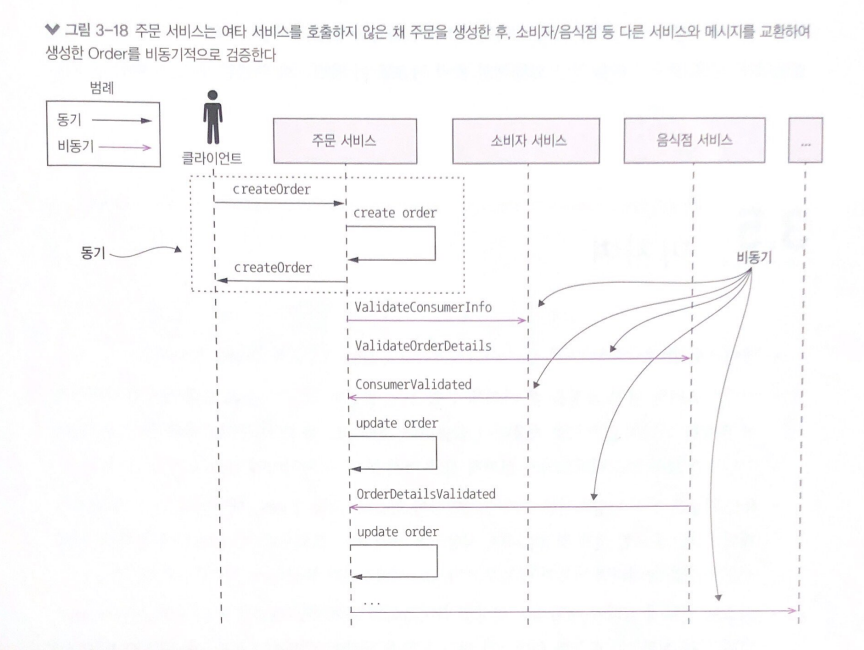 그림 3-18 주문 서비스는 여타 서비스를 호출하지 않은 채 주문을 생성한 후, 소비자/음식점 등 다른 서비스와 메시지를 교환하여
생성한 Order를 비동기적으로 검증한다
범례
동기
비동기
클라이언트
주문 서비스
소비자 서비스
음식점 서비스
...
createOrder
create order
동기
createOrder
비동기
ValidateConsumerInfo
ValidateOrderDetails
ConsumerValidated
update order
OrderDetailsValidated
update order
...